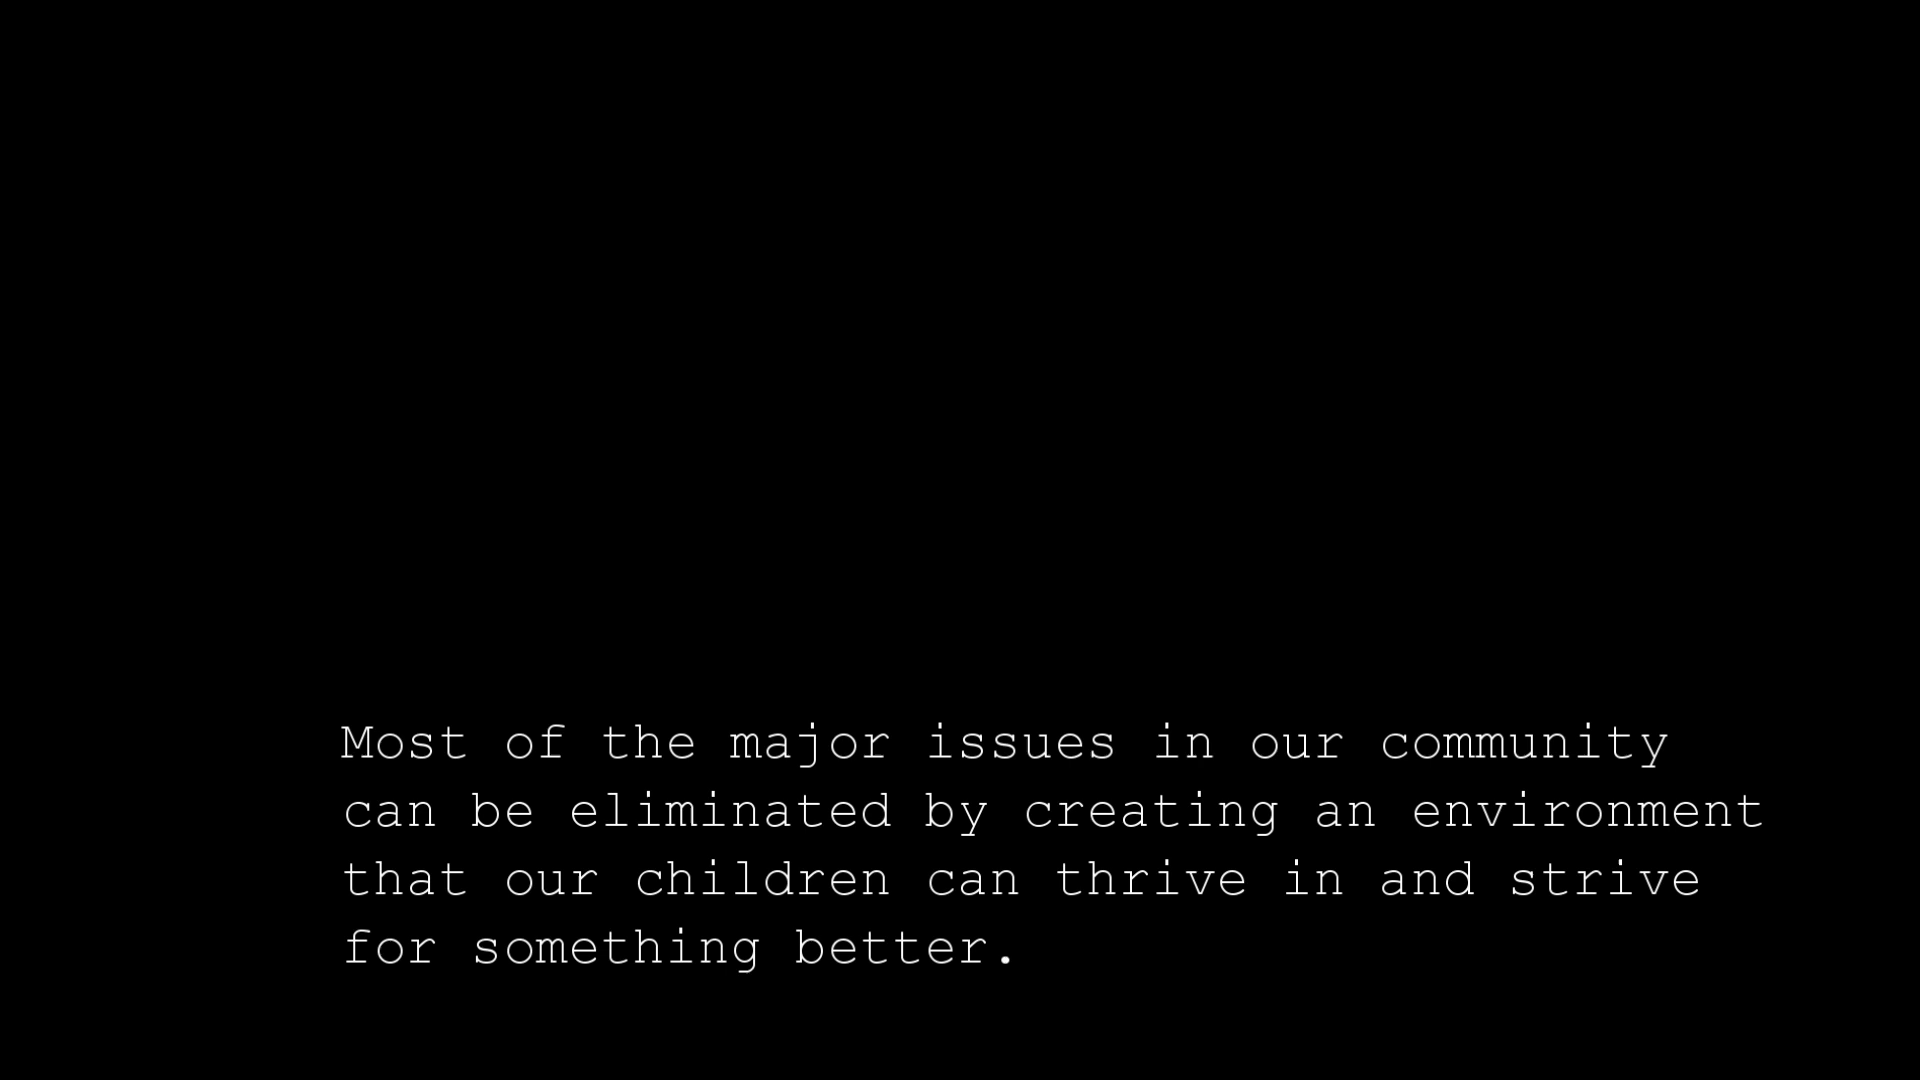 Most of the major issues in our community
can be eliminated by creating an environment
that our children can thrive in and strive
for something better.